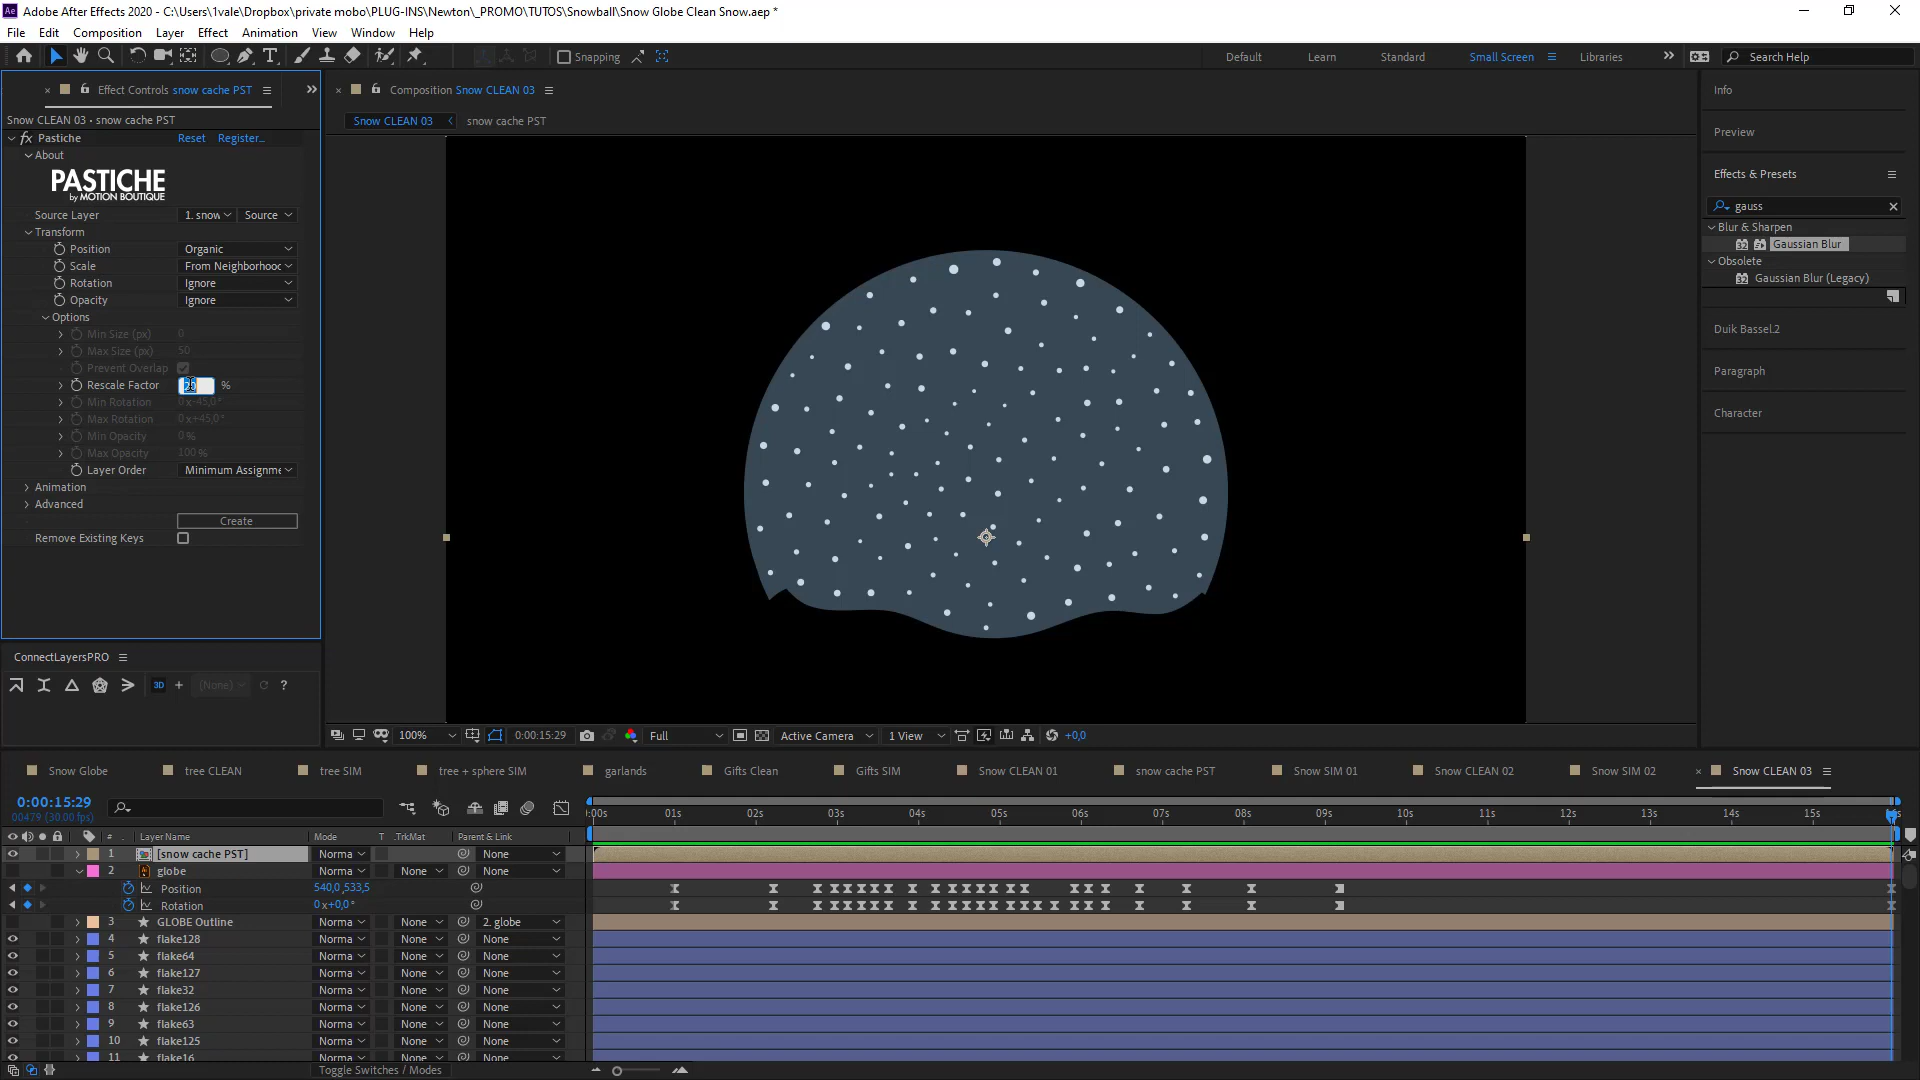 Adobe After Effects 2020 - C:\Users\1vale\Dropbox\private mobo\PLUG-INS\Newton\_PROMO\TUTOS\Snowball\Snow Globe Clean Snow.aep *
File Edit Composition Layer Effect Animation View Window Help
Snapping Default Learn Standard Small Screen Libraries Search Help
Effect Controls snow cache PST
Composition Snow CLEAN 03
Info
Snow CLEAN 03 • snow cache PST
Snow CLEAN 03 snow cache PST
Preview
fx Pastiche Reset Register...
About
PASTICHE
by MOTION BOUTIQUE
Effects & Presets
gauss
Source Layer 1. snow Source
Blur & Sharpen
Transform
Gaussian Blur
Position Organic
Obsolete
Scale From Neighborhooc
Gaussian Blur (Legacy)
Rotation Ignore
Opacity Ignore
Options
Duik Bassel.2
Min Size (px) 0
Max Size (px) 50
Prevent Overlap
Paragraph
Rescale Factor %
Min Rotation 0 x-45,0°
Max Rotation 0 x+45,0°
Character
Min Opacity 0 %
Max Opacity 100 %
Layer Order Minimum Assignme
Animation
Advanced
Create
Remove Existing Keys
ConnectLayersPRO
3D + (None) ?
100% 0:00:15:29 Full Active Camera 1 View +0,0
Snow Globe tree CLEAN tree SIM tree + sphere SIM garlands Gifts Clean Gifts SIM Snow CLEAN 01 snow cache PST Snow SIM 01 Snow CLEAN 02 Snow SIM 02 Snow CLEAN 03
0:00:15:29
00479 (30.00 fps)
:00s 01s 02s 03s 04s 05s 06s 07s 08s 09s 10s 11s 12s 13s 14s 15s
# Layer Name Mode T .TrkMat Parent & Link
1 [snow cache PST] Norma None
2 globe Norma None None
Position 540,0 ,533,5
Rotation 0 x+0,0°
3 GLOBE Outline Norma None 2. globe
4 flake128 Norma None None
5 flake64 Norma None None
6 flake127 Norma None None
7 flake32 Norma None None
8 flake126 Norma None None
9 flake63 Norma None None
10 flake125 Norma None None
11 flake16 Norma None None
Toggle Switches / Modes